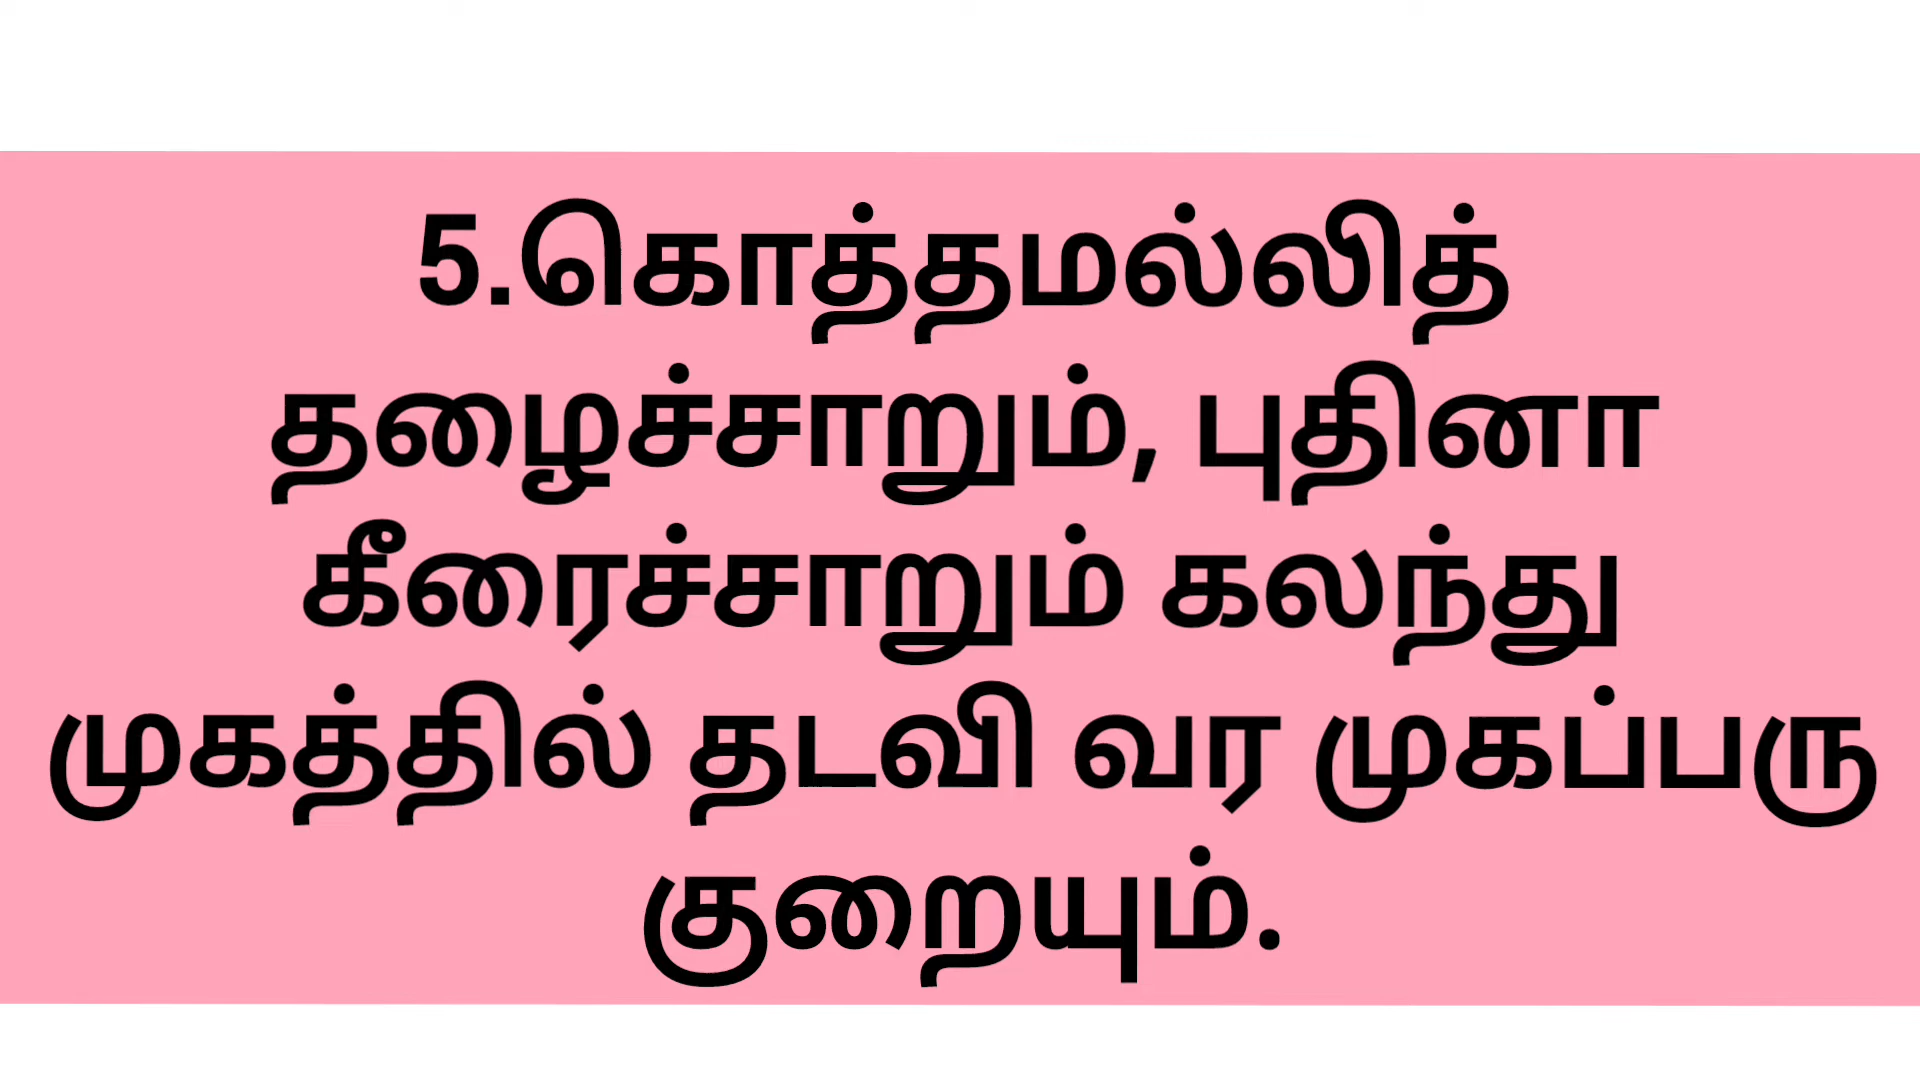 5.கொத்தமல்லித்
தழைச்சாறும், புதினா
கீரைச்சாறும் கலந்து
முகத்தில் தடவி வர முகப்பரு
குறையும்.